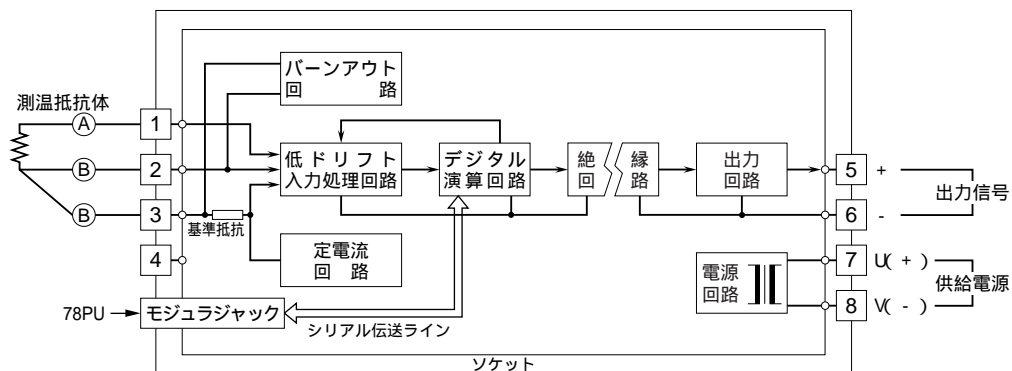 バーンアウト
回 路
測温抵抗体
A
1
B
2
B
3
4
低ドリフト
入力処理回路
デジタル
演算回路
絶 縁
回 路
出力
回路
5 +
6 -
出力信号
基準抵抗
定電流
回 路
電源
回路
7 U( + )
8 V( - )
供給電源
78PU
モジュラジャック
シリアル伝送ライン
ソケット